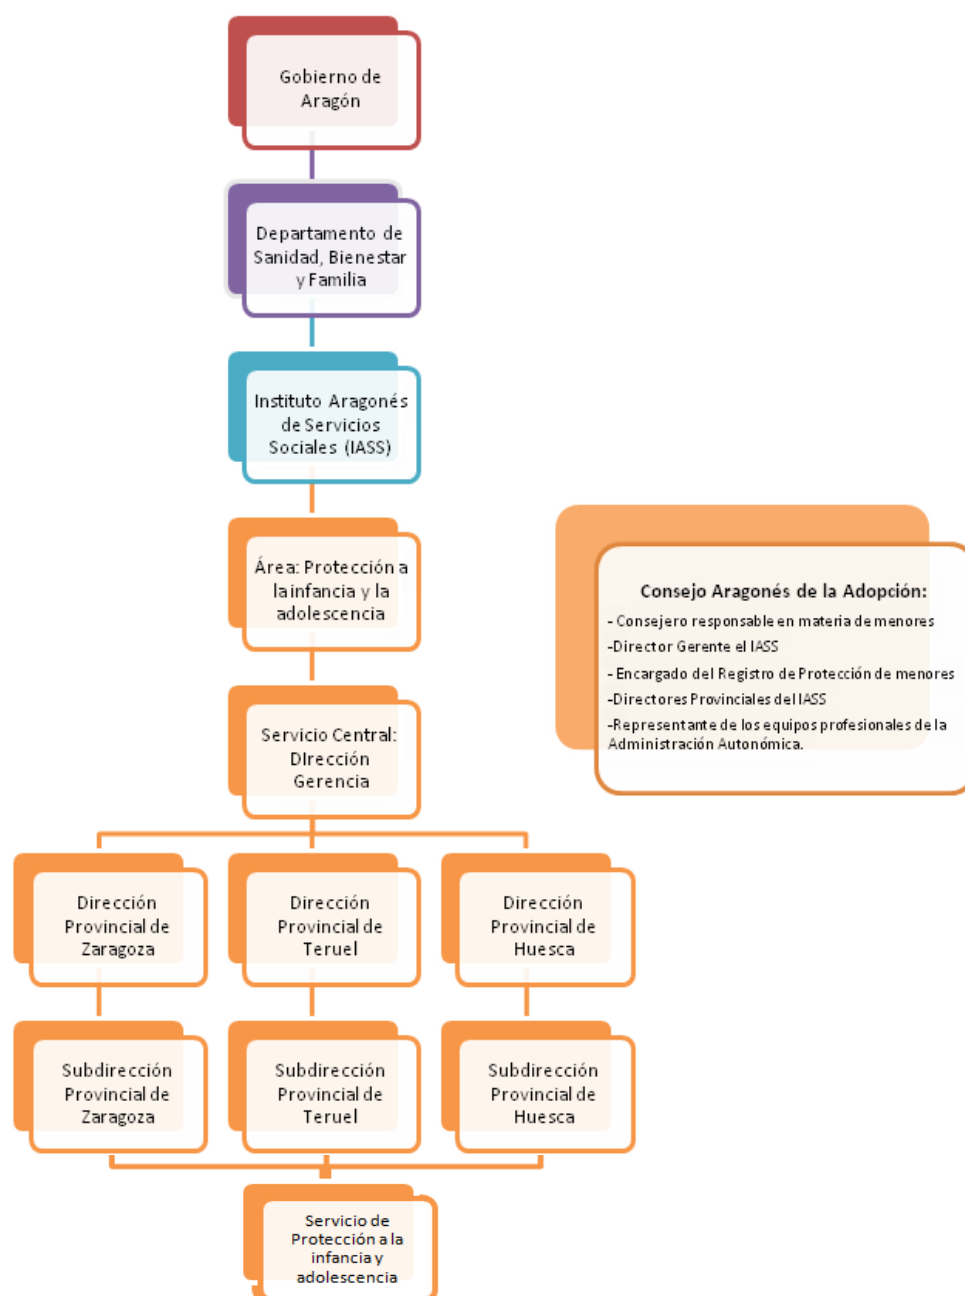 Gobierno de
Aragón
Departamento de
Sanidad, Bienestar
y Familia
Instituto Aragonés
de Servicios
Sociales (IASS)
Área: Protección a
la infancia y la
adolescencia
Consejo Aragonés de la Adopción:
- Consejero responsable en materia de menores
-Director Gerente el IASS
- Encargado del Registro de Protección de menores
-Directores Provinciales del IASS
-Representante de los equipos profesionales de la
Administración Autonómica.
Servicio Central:
DIrección
Gerencia
Dirección
Provincial de
Zaragoza
Dirección
Provincial de
Teruel
Dirección
Provincial de
Huesca
Subdirección
Provincial de
Zaragoza
Subdirección
Provincial de
Teruel
Subdirección
Provincial de
Huesca
Servicio de
Protección a la
infancia y
adolescencia